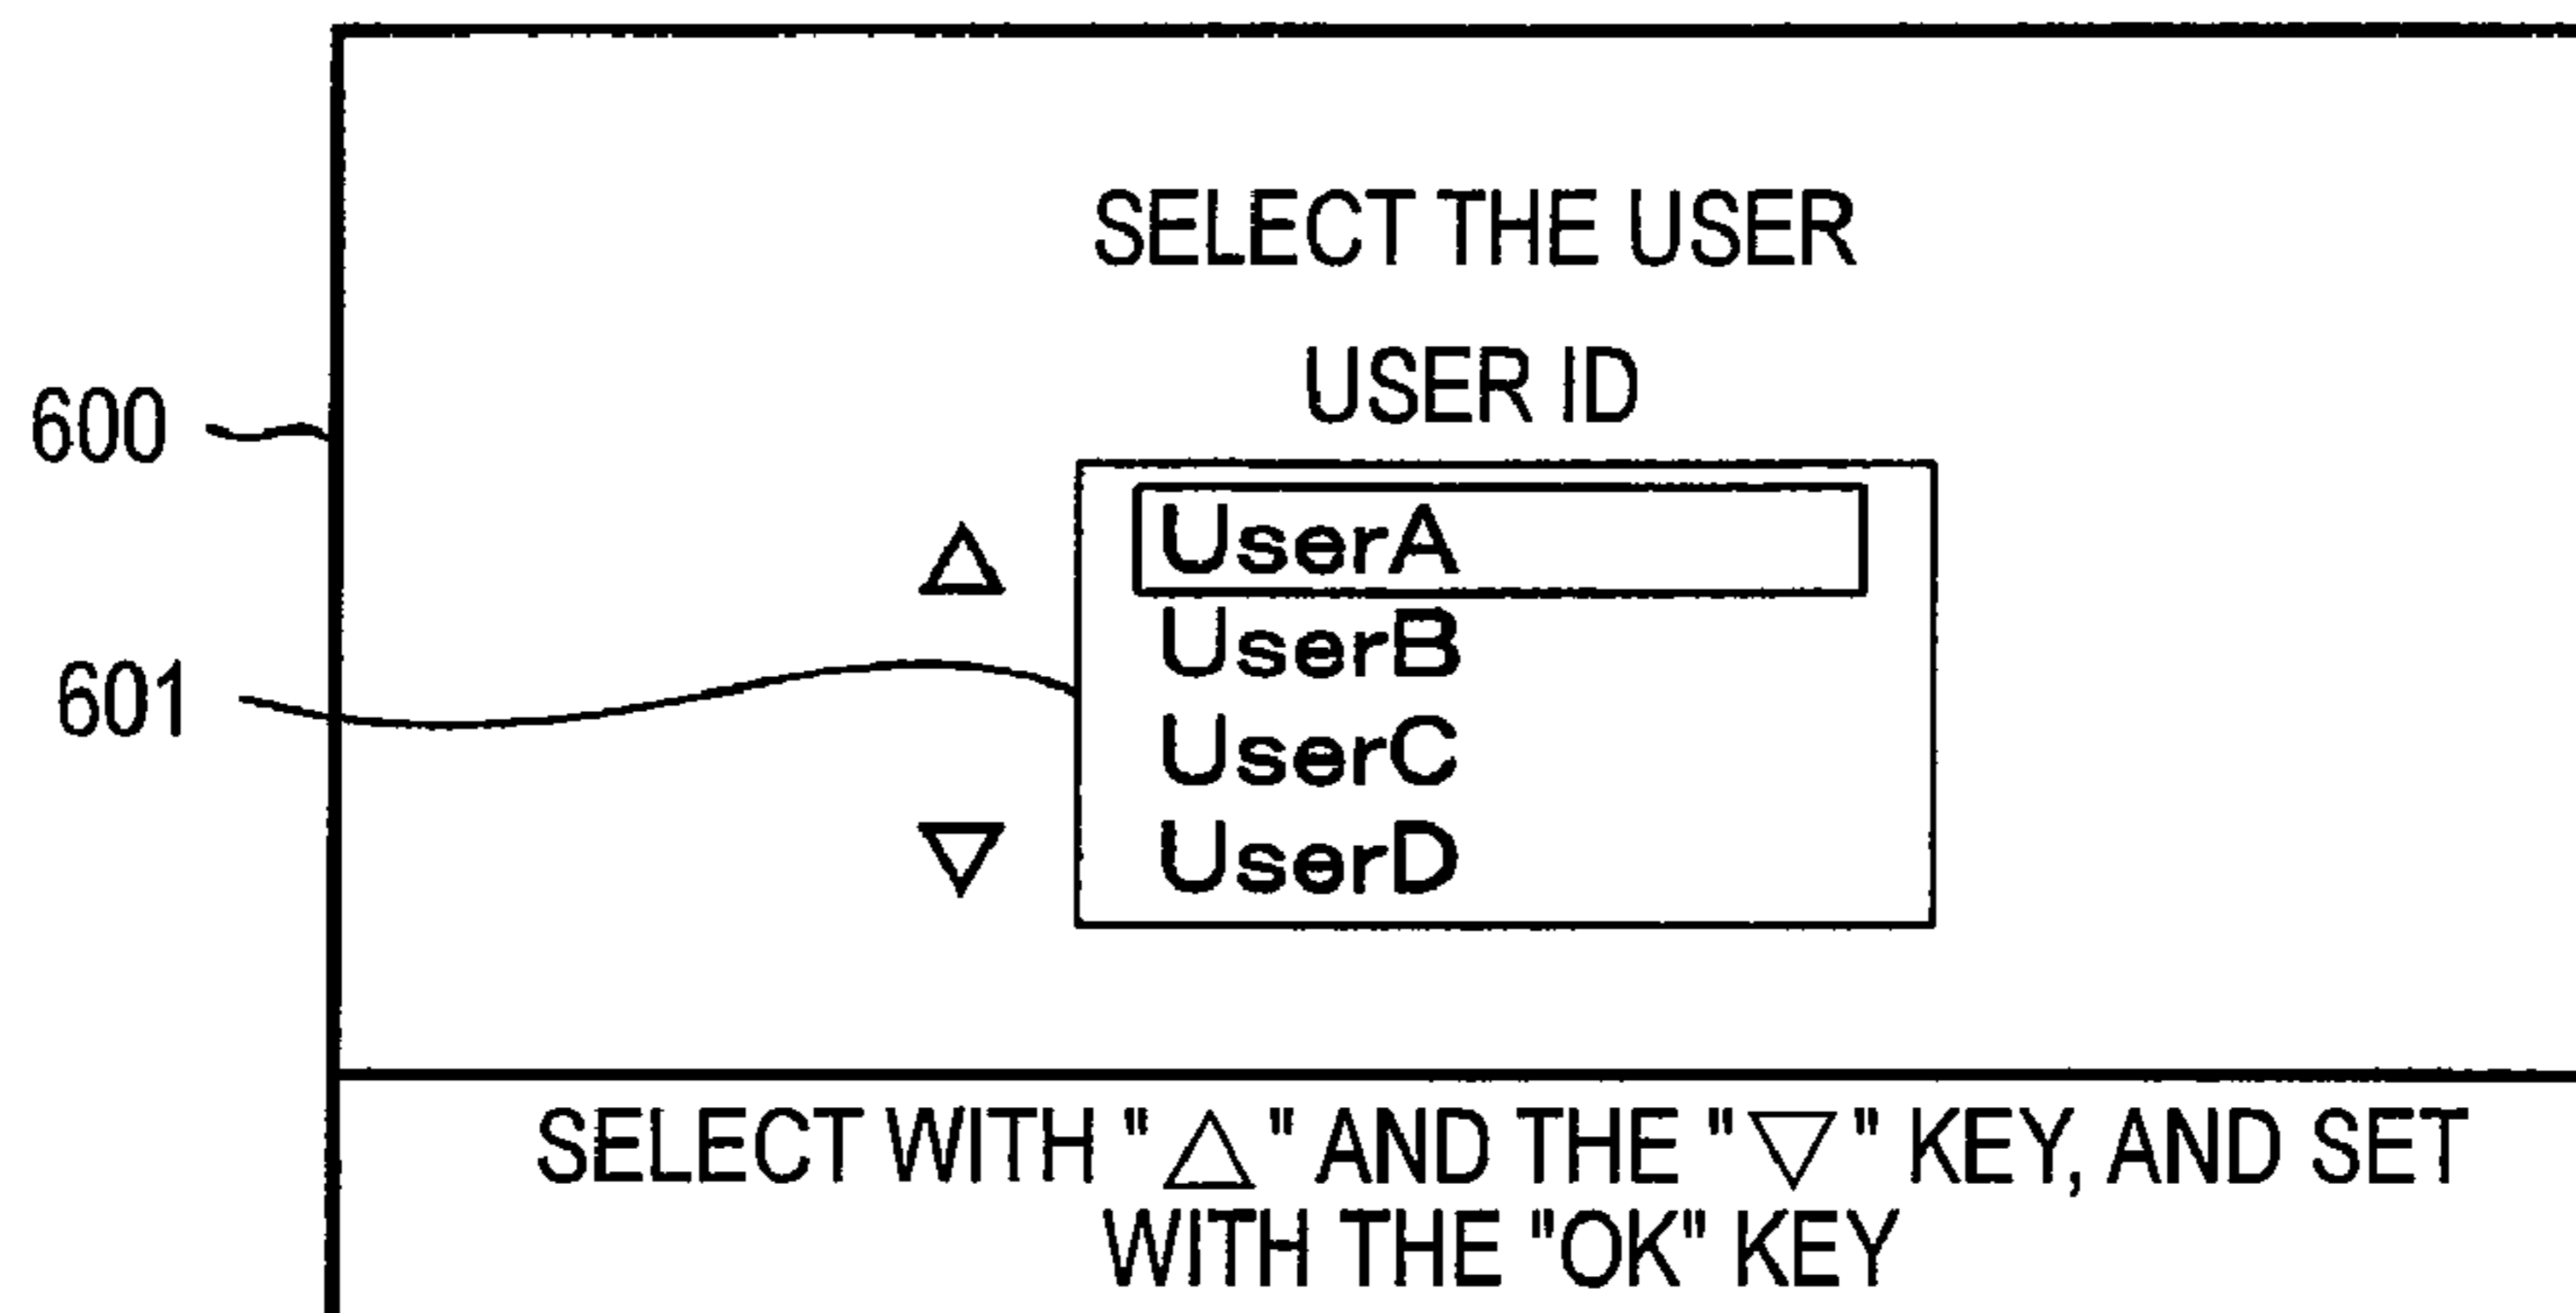 SELECT THE USER
USER ID
600
△ UserA
UserB
601
UserC
▽ UserD
SELECT WITH "△" AND THE "▽" KEY, AND SET
WITH THE "OK" KEY